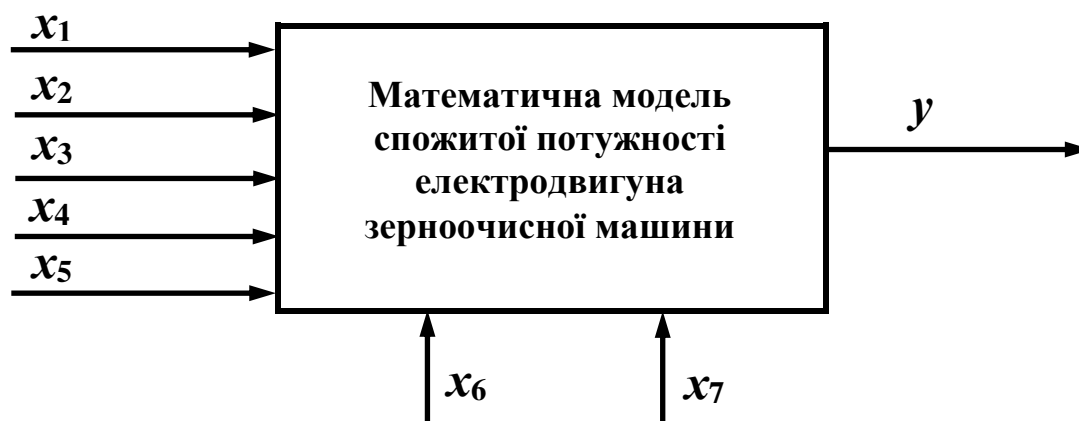 x1
x2
x3
x4
x5
Математична модель
спожитої потужності
електродвигуна
зерноочисної машини
y
x6
x7